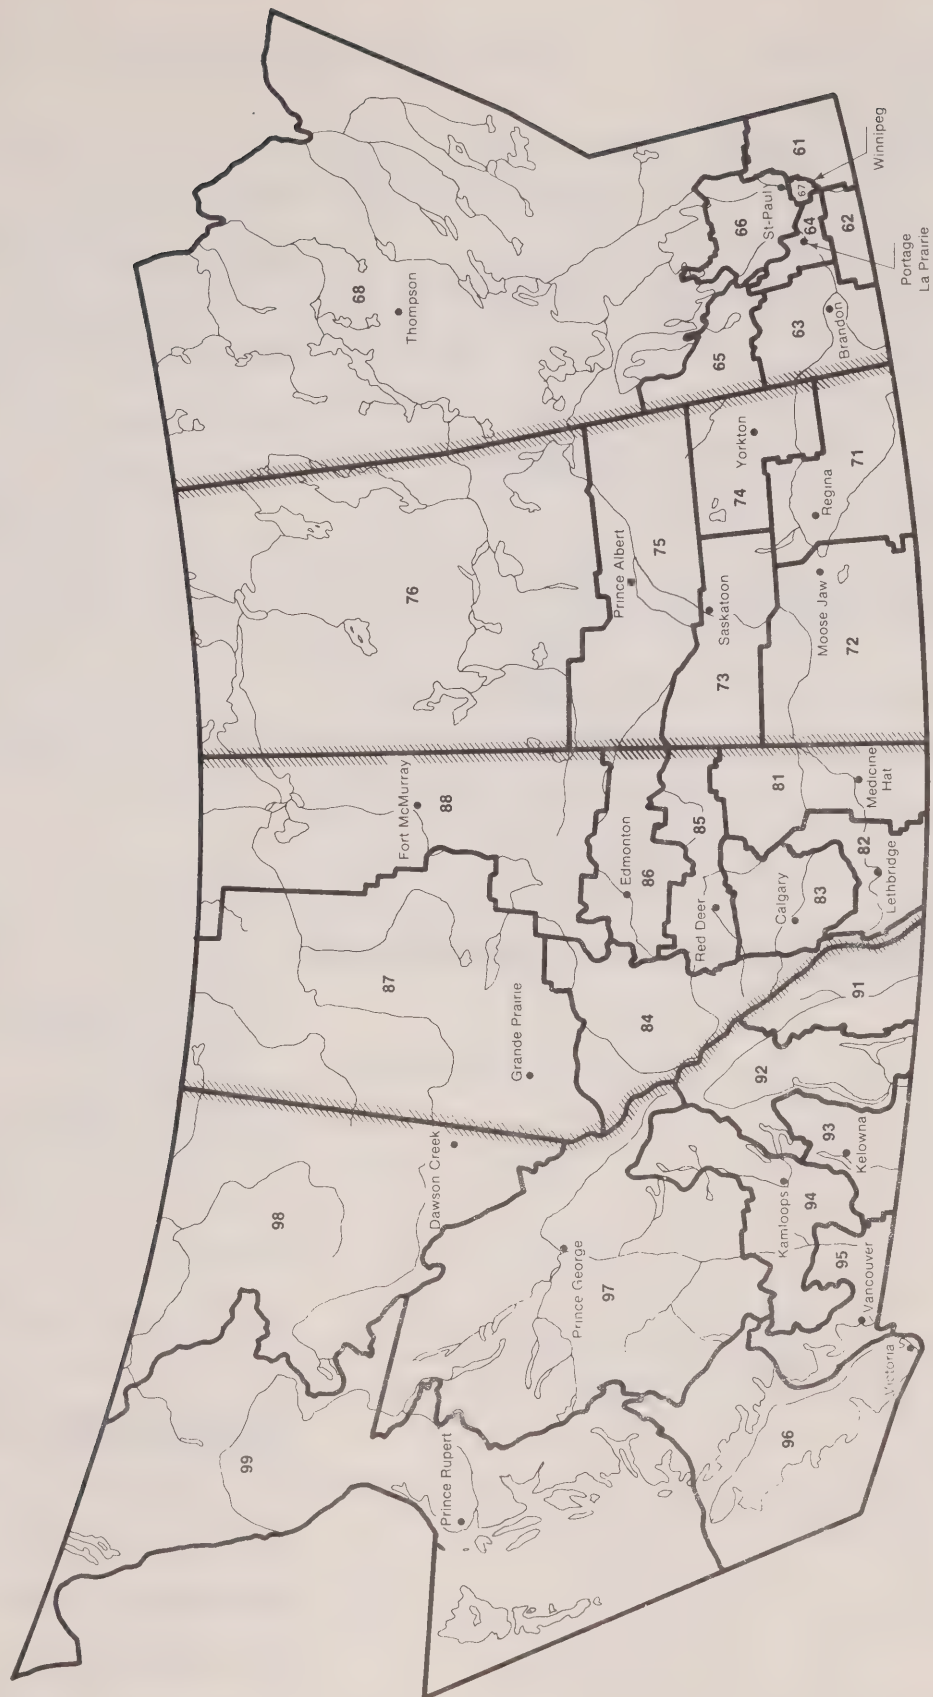 99
98
Prince Rupert
Dawson Creek
Prince George
97
96
Victoria
Vancouver
95
Kamloops
94
93
Kelowna
92
91
87
Grande Prairie
84
Fort McMurray
88
Edmonton
86
Red Deer
85
Calgary
83
81
82
Lethbridge
Medicine
Hat
76
Prince Albert
75
Saskatoon
73
74
Yorkton
Moose Jaw
72
Regina
71
68
Thompson
65
66
63
Brandon
St-Paul
64
67
61
62
Portage
La Prairie
Winnipeg